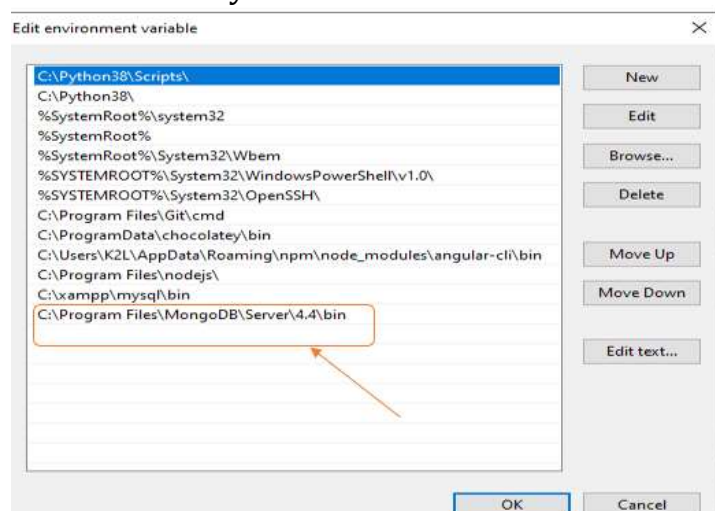 Edit environment variable
C:\Python38\Scripts\
C:\Python38\
%SystemRoot%\system32
%SystemRoot%
%SystemRoot%\System32\Wbem
%SYSTEMROOT%\System32\WindowsPowerShell\v1.0\
%SYSTEMROOT%\System32\OpenSSH\
C:\Program Files\Git\cmd
C:\ProgramData\chocolatey\bin
C:\Users\K2L\AppData\Roaming\npm\node_modules\angular-cli\bin
C:\Program Files\nodejs\
C:\xampp\mysql\bin
C:\Program Files\MongoDB\Server\4.4\bin
New
Edit
Browse...
Delete
Move Up
Move Down
Edit text...
OK
Cancel